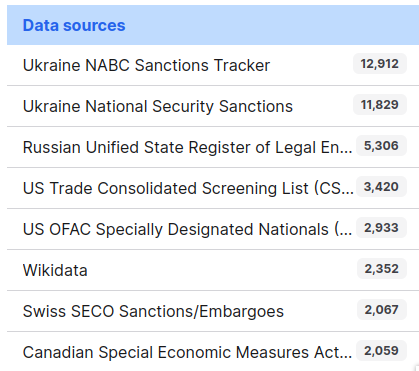 Data sources
Ukraine NABC Sanctions Tracker 12,912
Ukraine National Security Sanctions 11,829
Russian Unified State Register of Legal En... 5,306
US Trade Consolidated Screening List (CS... 3,420
US OFAC Specially Designated Nationals (... 2,933
Wikidata 2,352
Swiss SECO Sanctions/Embargoes 2,067
Canadian Special Economic Measures Act... 2,059